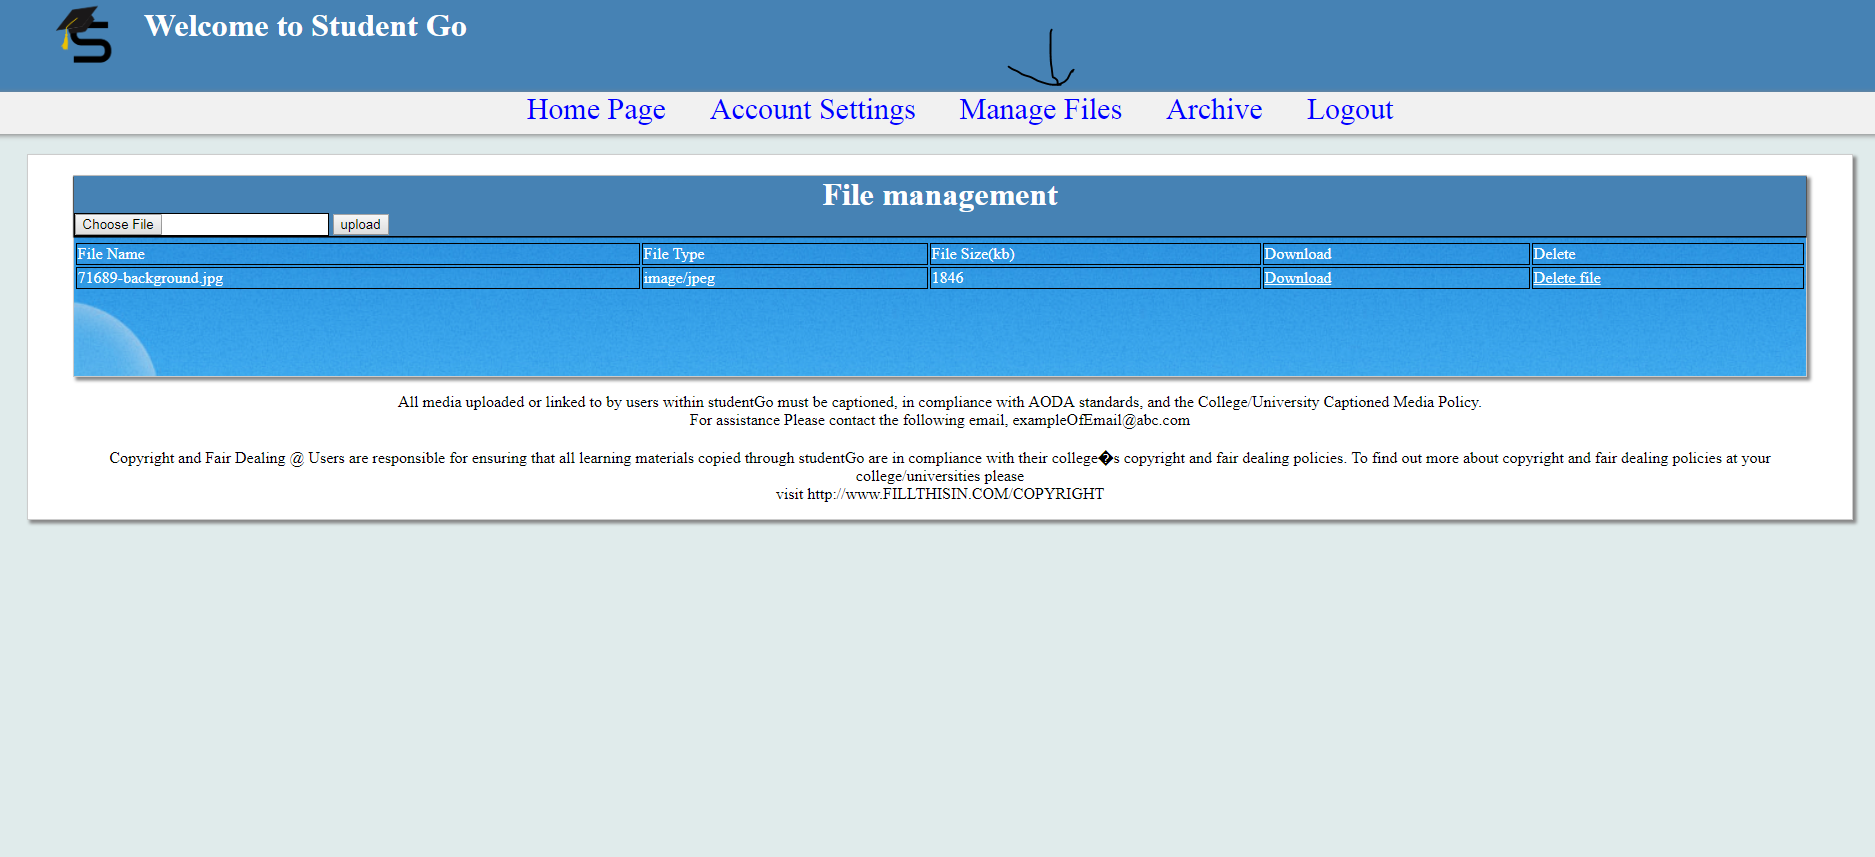 Welcome to Student Go
Home Page Account Settings Manage Files Archive Logout
File management
Choose File upload
File Name File Type File Size(kb) Download Delete
71689-background.jpg image/jpeg 1846 Download Delete file
All media uploaded or linked to by users within studentGo must be captioned, in compliance with AODA standards, and the College/University Captioned Media Policy.
For assistance Please contact the following email, exampleOfEmail@abc.com
Copyright and Fair Dealing @ Users are responsible for ensuring that all learning materials copied through studentGo are in compliance with their college�s copyright and fair dealing policies. To find out more about copyright and fair dealing policies at your
college/universities please
visit http://www.FILLTHISIN.COM/COPYRIGHT